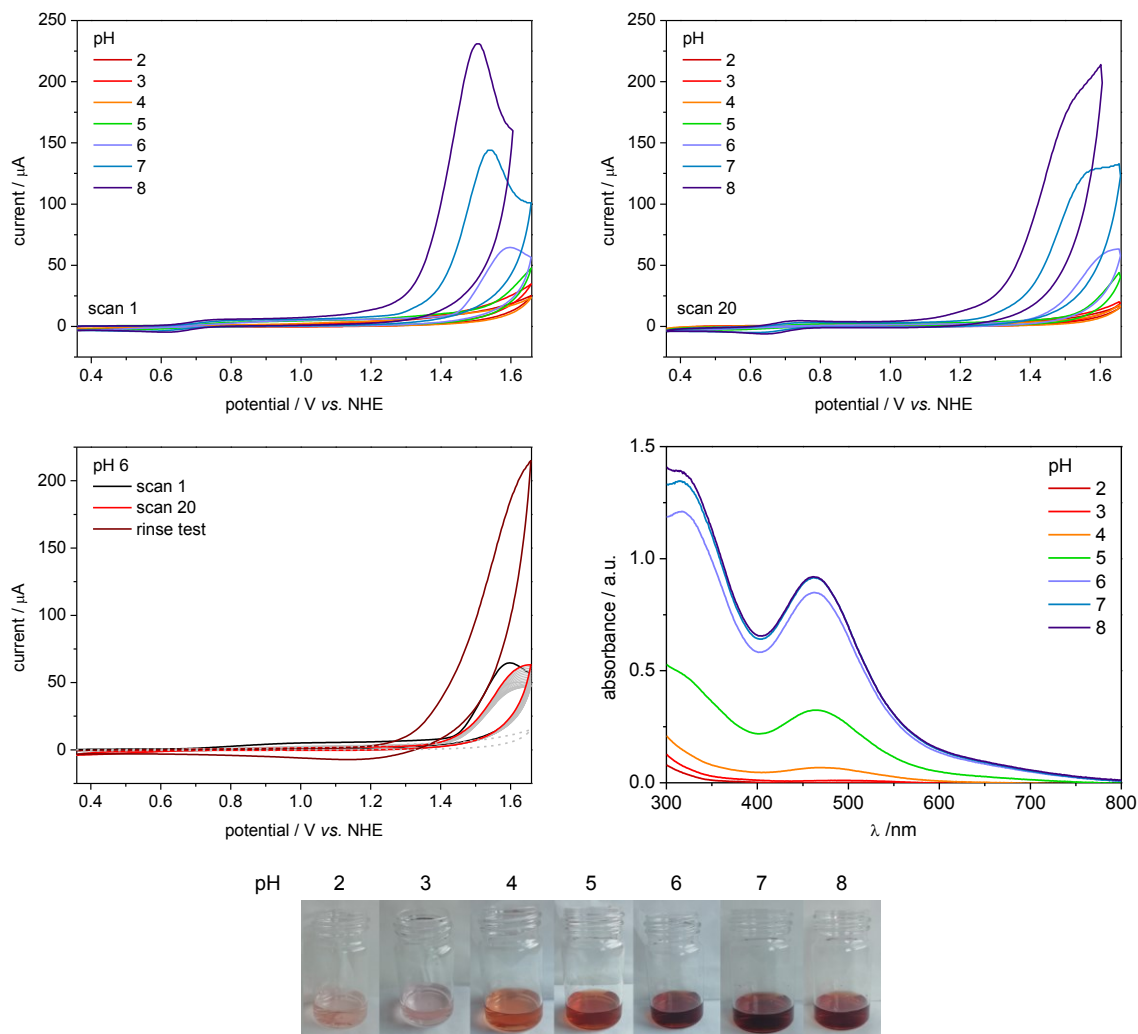 250
200
150
100
50
0
current / μA
pH
2
3
4
5
6
7
8
scan 1
0.4 0.6 0.8 1.0 1.2 1.4 1.6
potential / V vs. NHE
250
200
150
100
50
0
current / μA
pH
2
3
4
5
6
7
8
scan 20
0.4 0.6 0.8 1.0 1.2 1.4 1.6
potential / V vs. NHE
200
150
100
50
0
current / μA
pH 6
scan 1
scan 20
rinse test
0.4 0.6 0.8 1.0 1.2 1.4 1.6
potential / V vs. NHE
1.5
1.0
0.5
0.0
absorbance / a.u.
pH
2
3
4
5
6
7
8
300 400 500 600 700 800
λ /nm
pH 2 3 4 5 6 7 8